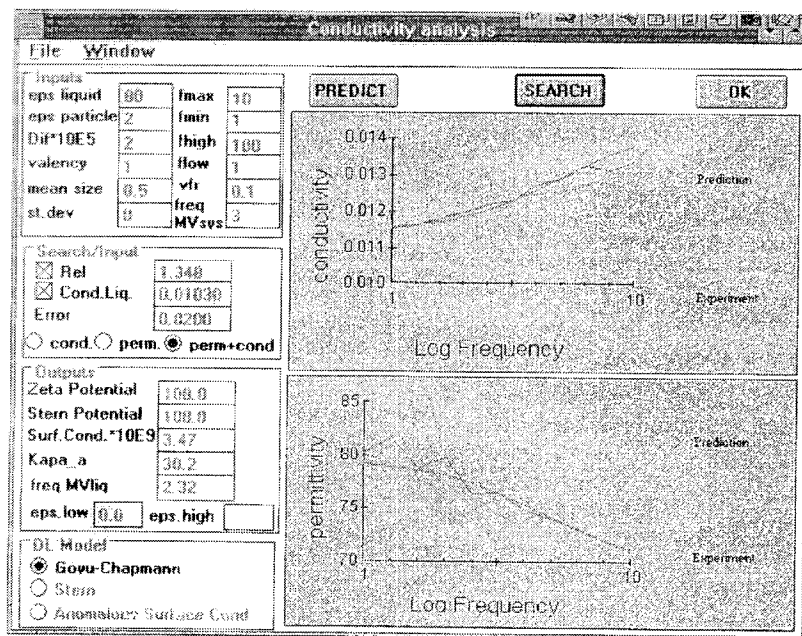 Conductivity analysis
File Window
Inputs
eps liquid 80 fmax 10
eps particle 2 fmin 1
Dif*10E5 2 fhigh 100
valency 1 flow 1
mean size 0.5 vfr 0.1
st.dev 0 freq MVsys 3
Search/Input
Rel 1.348
Cond.Liq. 0.01030
Error 0.0200
cond. perm. perm+cond
Outputs
Zeta Potential 100.0
Stern Potential 100.0
Surf.Cond.*10E9 3.47
Kapa_a 30.2
freq MVliq 2.32
eps.low 0.0 eps.high
DL Model
Govu-Chapmann
Stern
Anomalocy Surface Cond
PREDICT SEARCH OK
conductivity
0.014
0.013
0.012
0.011
0.010
1 10
Log Frequency
Prediction
Experiment
permittivity
85
80
75
70
1 10
Log Frequency
Prediction
Experiment